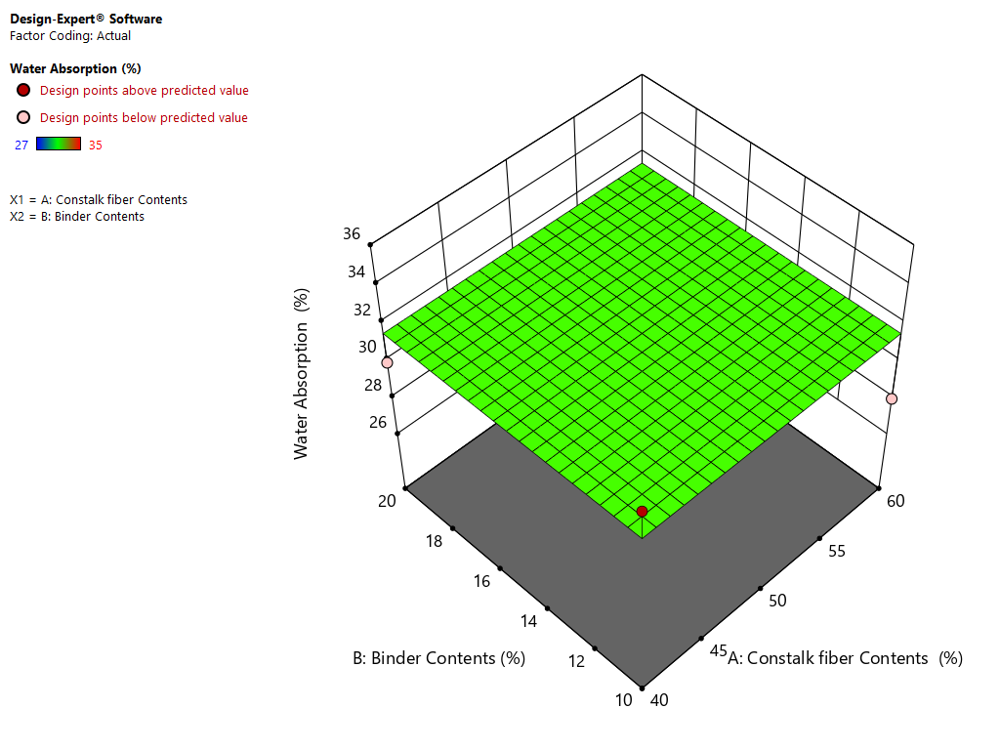 Design-Expert® Software
Factor Coding: Actual
Water Absorption (%)
Design points above predicted value
Design points below predicted value
27 35
X1 = A: Constalk fiber Contents
X2 = B: Binder Contents
36
34
32
30
28
26
Water Absorption (%)
20
18
16
14
12
10
B: Binder Contents (%)
40
45
50
55
60
A: Constalk fiber Contents (%)